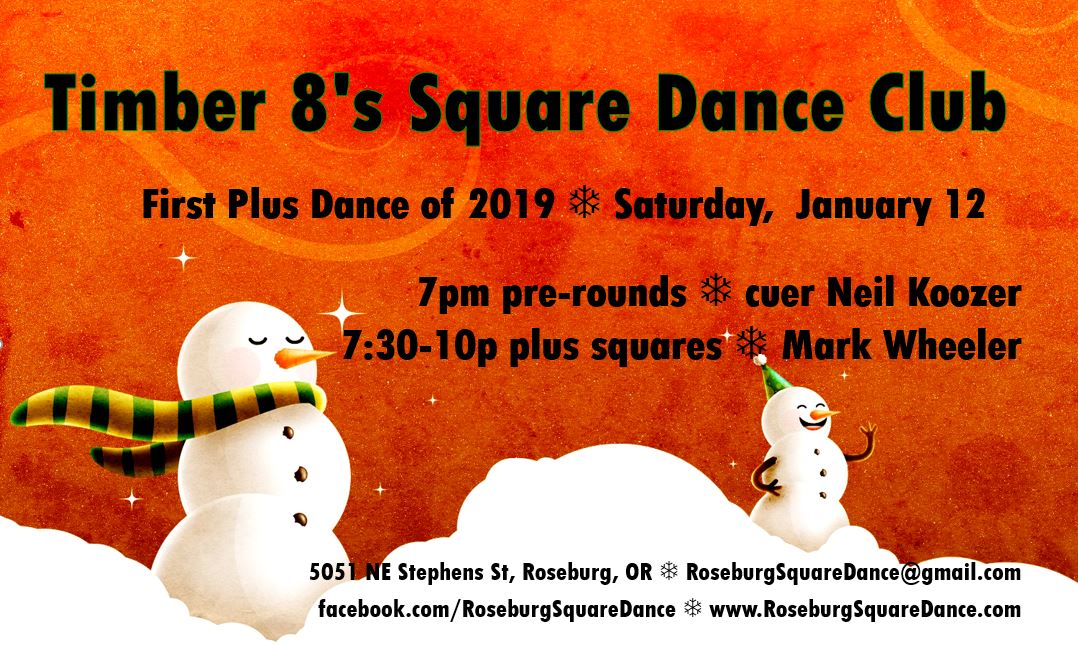 Timber 8's Square Dance Club
First Plus Dance of 2019 ❄ Saturday, January 12
7pm pre-rounds ❄ cuer Neil Koozer
7:30-10p plus squares ❄ Mark Wheeler
5051 NE Stephens St, Roseburg, OR ❄ RoseburgSquareDance@gmail.com
facebook.com/RoseburgSquareDance ❄ www.RoseburgSquareDance.com